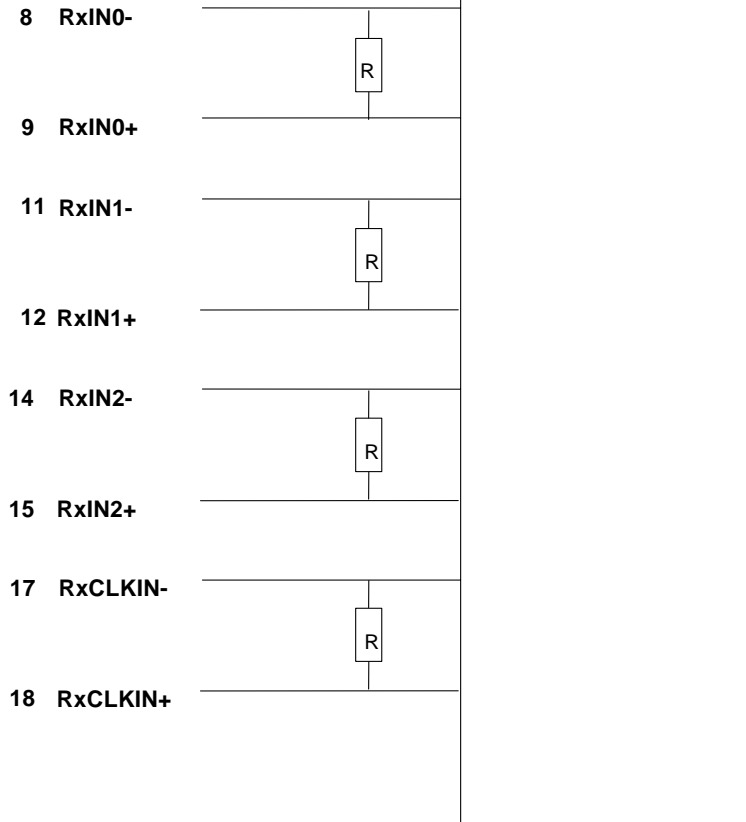 8 RxIN0-
R
9 RxIN0+
11 RxIN1-
R
12 RxIN1+
14 RxIN2-
R
15 RxIN2+
17 RxCLKIN-
R
18 RxCLKIN+